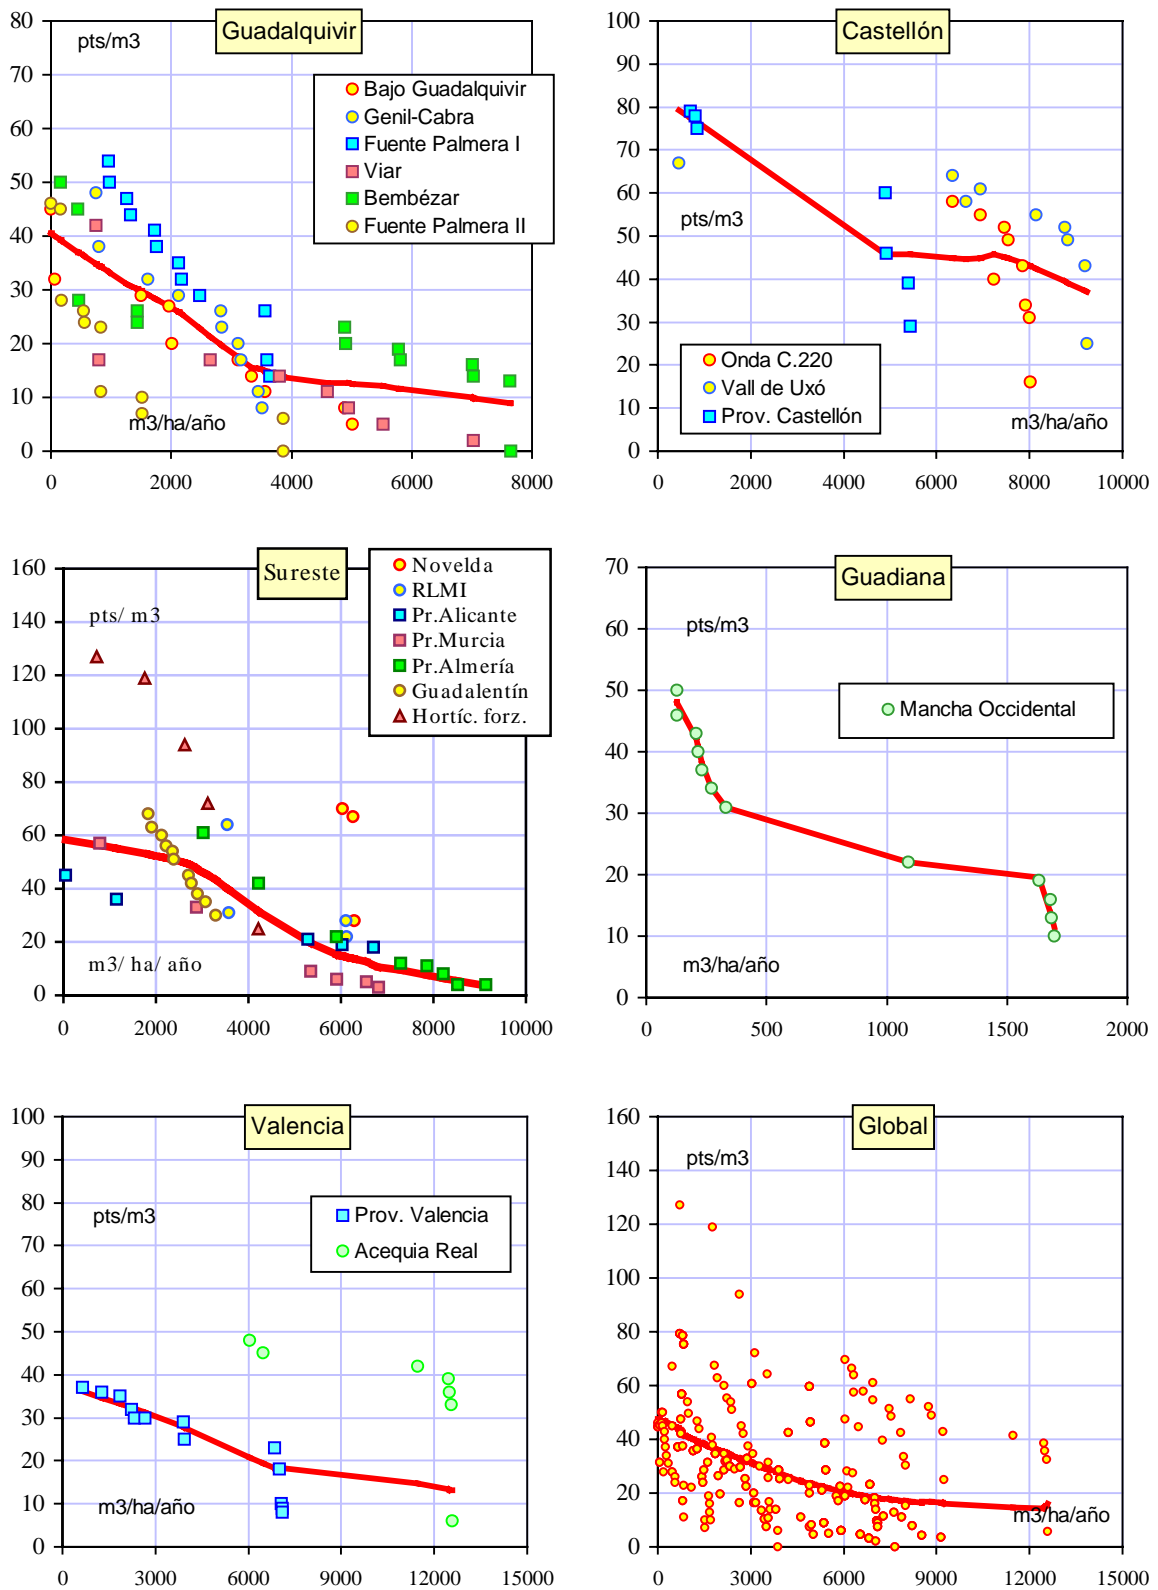 Guadalquivir
pts/m3
80
70
60
50
40
30
20
10
0
Bajo Guadalquivir
Genil-Cabra
Fuente Palmera I
Viar
Bembézar
Fuente Palmera II
m3/ha/año
0 2000 4000 6000 8000
Castellón
100
90
80
70
60
50
40
30
20
10
0
pts/m3
Onda C.220
Vall de Uxó
Prov. Castellón
m3/ha/año
0 2000 4000 6000 8000 10000
Sureste
160
140
120
100
80
60
40
20
0
pts/ m3
Novelda
RLMI
Pr.Alicante
Pr.Murcia
Pr.Almería
Guadalentín
Hortíc. forz.
m3/ ha/ año
0 2000 4000 6000 8000 10000
Guadiana
70
60
50
40
30
20
10
0
pts/m3
Mancha Occidental
m3/ha/año
0 500 1000 1500 2000
Valencia
100
90
80
70
60
50
40
30
20
10
0
pts/m3
Prov. Valencia
Acequia Real
m3/ha/año
0 3000 6000 9000 12000 15000
Global
160
140
120
100
80
60
40
20
0
pts/m3
m3/ha/año
0 3000 6000 9000 12000 15000